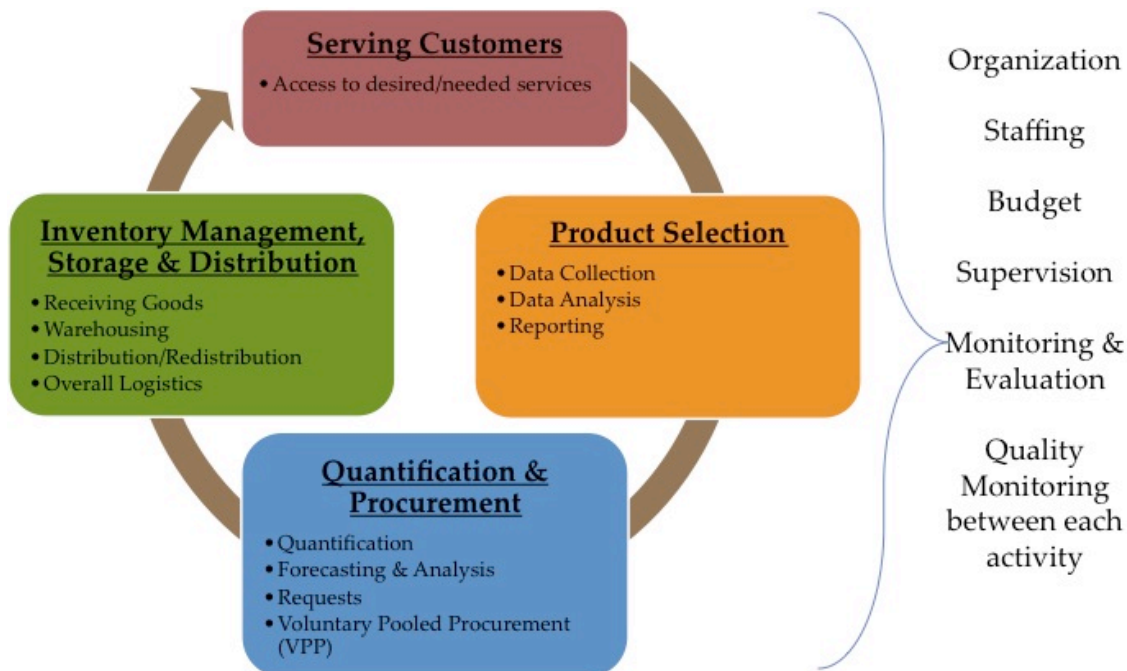 Serving Customers
• Access to desired/needed services
Product Selection
• Data Collection
• Data Analysis
• Reporting
Quantification &
Procurement
• Quantification
• Forecasting & Analysis
• Requests
• Voluntary Pooled Procurement
(VPP)
Inventory Management,
Storage & Distribution
• Receiving Goods
• Warehousing
• Distribution/Redistribution
• Overall Logistics
Organization
Staffing
Budget
Supervision
Monitoring &
Evaluation
Quality
Monitoring
between each
activity